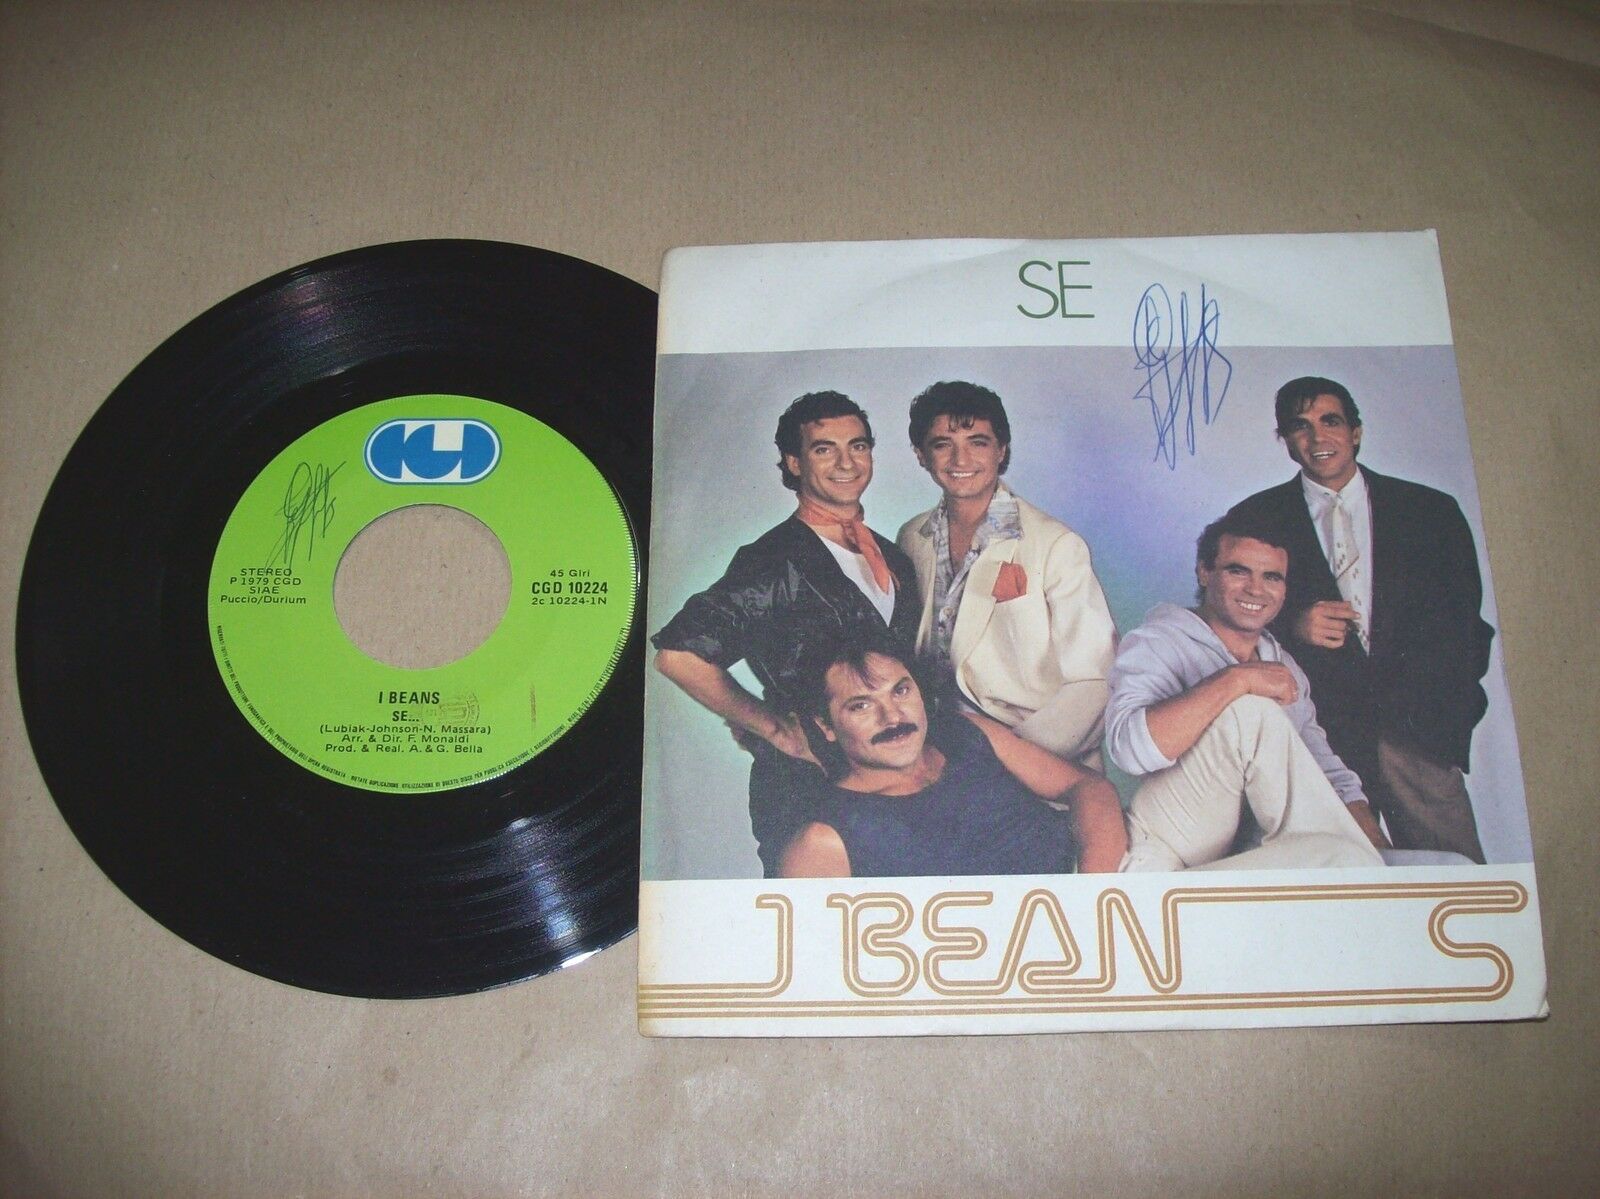 STEREO
P 1979 CGD
SIAE
Puccio/Durium
45 Giri
CGD 10224
2c 10224-1N
I BEANS
SE...
(Lubiak-Johnson-N. Massara)
Arr. & Dir. F. Monaldi
Prod. & Real. A. & G. Bella
SE
I BEANS